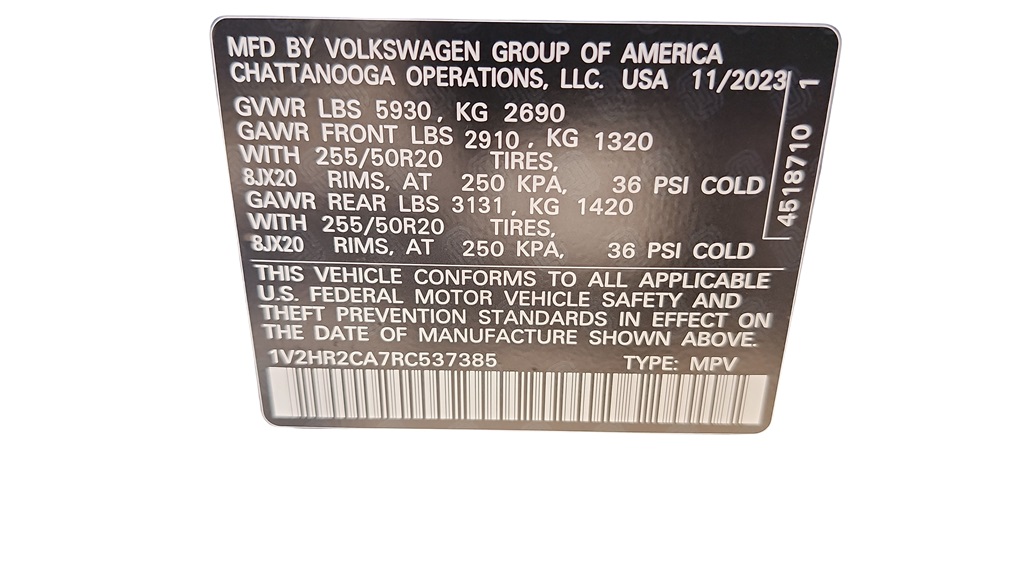 MFD BY VOLKSWAGEN GROUP OF AMERICA
CHATTANOOGA OPERATIONS, LLC. USA 11/2023
GVWR LBS 5930, KG 2690
GAWR FRONT LBS 2910, KG 1320
WITH 255/50R20 TIRES,
8JX20 RIMS, AT 250 KPA, 36 PSI COLD
GAWR REAR LBS 3131, KG 1420
WITH 255/50R20 TIRES,
8JX20 RIMS, AT 250 KPA, 36 PSI COLD
4518710 1
THIS VEHICLE CONFORMS TO ALL APPLICABLE
U.S. FEDERAL MOTOR VEHICLE SAFETY AND
THEFT PREVENTION STANDARDS IN EFFECT ON
THE DATE OF MANUFACTURE SHOWN ABOVE.
1V2HR2CA7RC537385 TYPE: MPV